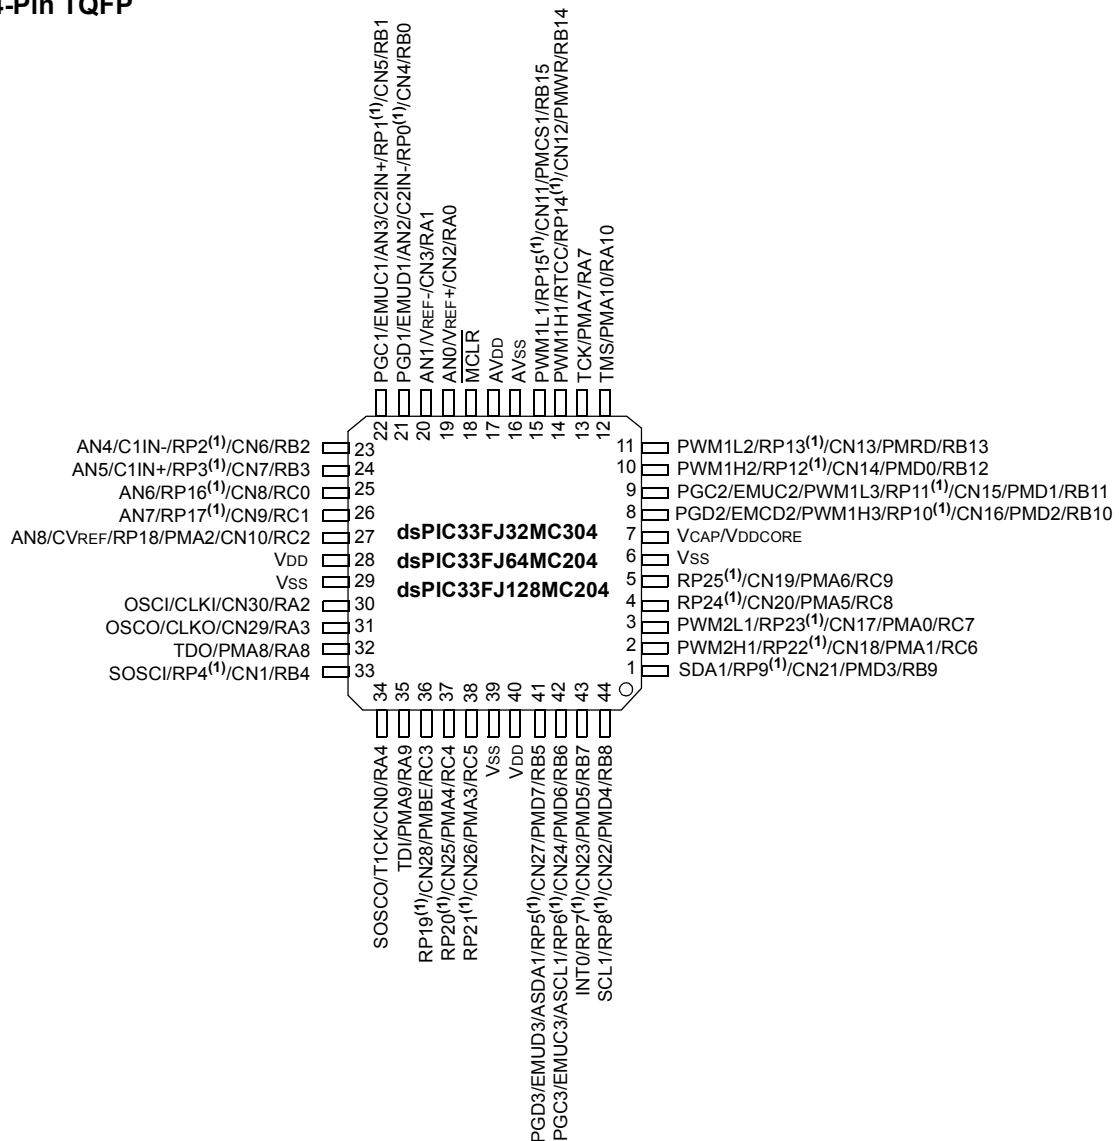 -Pin TQFP
PGC1/EMUC1/AN3/C2IN+/RP1(1)/CN5/RB1
PGD1/EMUD1/AN2/C2IN-/RP0(1)/CN4/RB0
AN1/VREF-/CN3/RA1
AN0/VREF+/CN2/RA0
MCLR
AVDD
AVSS
PWM1L1/RP15(1)/CN11/PMCS1/RB15
PWM1H1/RTCC/RP14(1)/CN12/PMWR/RB14
TCK/PMA7/RA7
TMS/PMA10/RA10
22 21 20 19 18 17 16 15 14 13 12
AN4/C1IN-/RP2(1)/CN6/RB2 23
AN5/C1IN+/RP3(1)/CN7/RB3 24
AN6/RP16(1)/CN8/RC0 25
AN7/RP17(1)/CN9/RC1 26
AN8/CVREF/RP18/PMA2/CN10/RC2 27
VDD 28
VSS 29
OSCI/CLKI/CN30/RA2 30
OSCO/CLKO/CN29/RA3 31
TDO/PMA8/RA8 32
SOSCI/RP4(1)/CN1/RB4 33
dsPIC33FJ32MC304
dsPIC33FJ64MC204
dsPIC33FJ128MC204
11 PWM1L2/RP13(1)/CN13/PMRD/RB13
10 PWM1H2/RP12(1)/CN14/PMD0/RB12
9 PGC2/EMUC2/PWM1L3/RP11(1)/CN15/PMD1/RB11
8 PGD2/EMCD2/PWM1H3/RP10(1)/CN16/PMD2/RB10
7 VCAP/VDDCORE
6 VSS
5 RP25(1)/CN19/PMA6/RC9
4 RP24(1)/CN20/PMA5/RC8
3 PWM2L1/RP23(1)/CN17/PMA0/RC7
2 PWM2H1/RP22(1)/CN18/PMA1/RC6
1 SDA1/RP9(1)/CN21/PMD3/RB9
34 35 36 37 38 39 40 41 42 43 44
SOSCO/T1CK/CN0/RA4
TDI/PMA9/RA9
RP19(1)/CN28/PMBE/RC3
RP20(1)/CN25/PMA4/RC4
RP21(1)/CN26/PMA3/RC5
VSS
VDD
PGD3/EMUD3/ASDA1/RP5(1)/CN27/PMD7/RB5
PGC3/EMUC3/ASCL1/RP6(1)/CN24/PMD6/RB6
INT0/RP7(1)/CN23/PMD5/RB7
SCL1/RP8(1)/CN22/PMD4/RB8